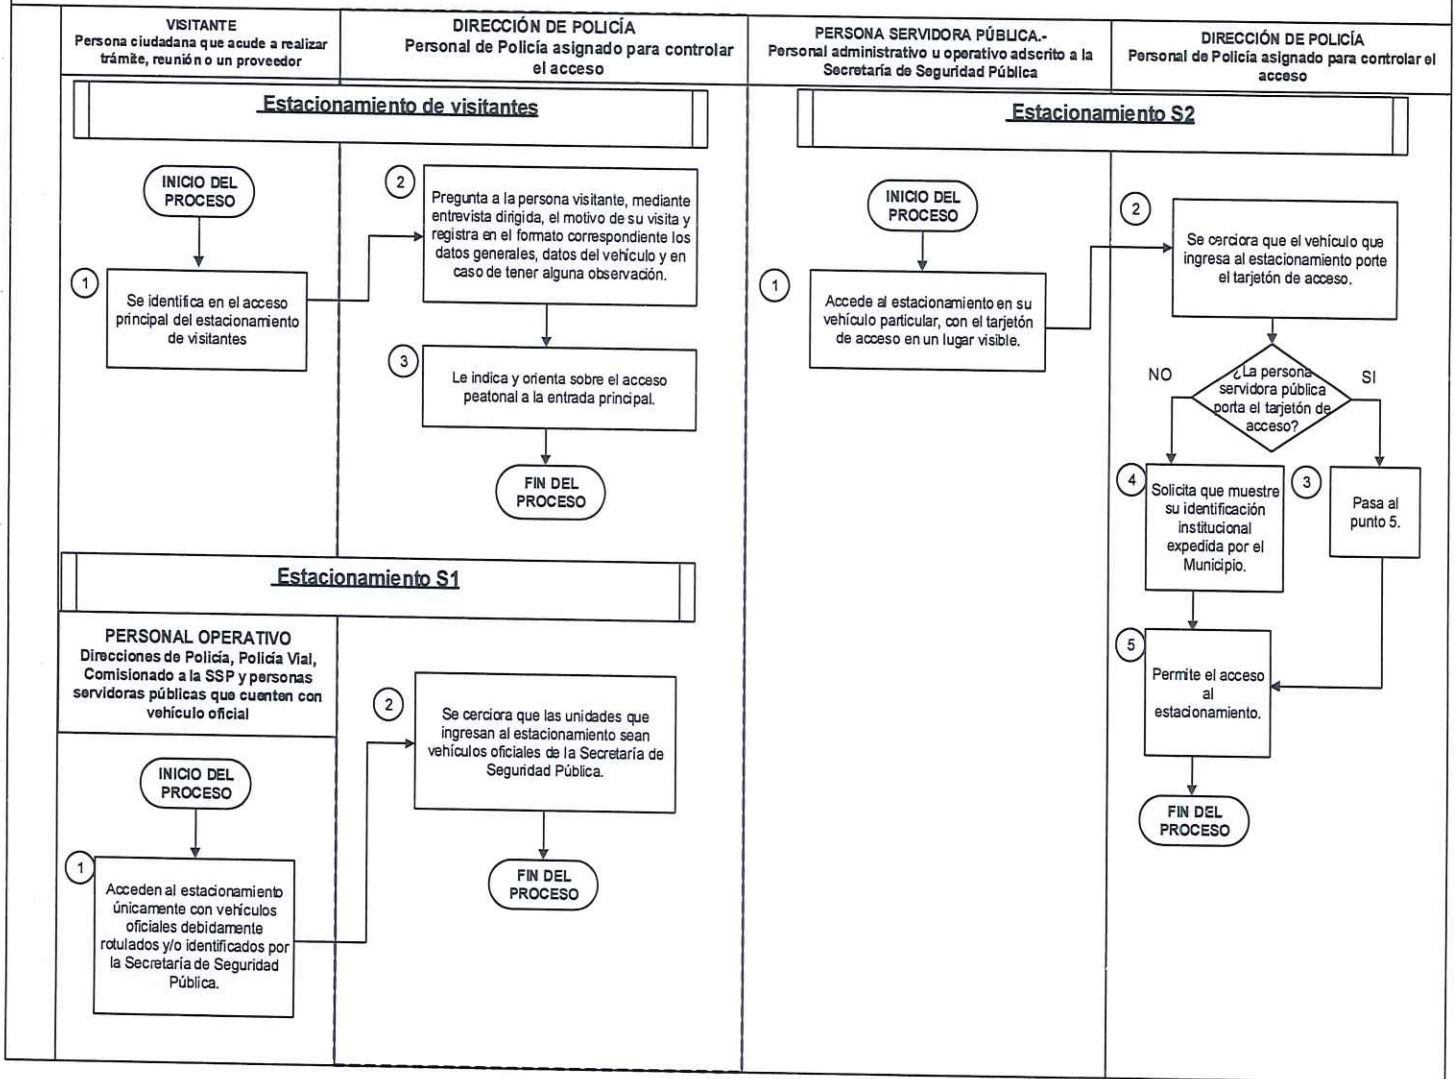 VISITANTE
Persona ciudadana que acude a realizar
trámite, reunión o un proveedor
DIRECCIÓN DE POLICÍA
Personal de Policía asignado para controlar
el acceso
PERSONA SERVIDORA PÚBLICA.-
Personal administrativo u operativo adscrito a la
Secretaría de Seguridad Pública
DIRECCIÓN DE POLICÍA
Personal de Policía asignado para controlar el
acceso
Estacionamiento de visitantes
INICIO DEL
PROCESO
1
Se identifica en el acceso
principal del estacionamiento
de visitantes
2
Pregunta a la persona visitante, mediante
entrevista dirigida, el motivo de su visita y
registra en el formato correspondiente los
datos generales, datos del vehículo y en
caso de tener alguna observación.
3
Le indica y orienta sobre el acceso
peatonal a la entrada principal.
FIN DEL
PROCESO
Estacionamiento S1
PERSONAL OPERATIVO
Direcciones de Policía, Policía Vial,
Comisionado a la SSP y personas
servidoras públicas que cuenten con
vehículo oficial
INICIO DEL
PROCESO
1
Acceden al estacionamiento
únicamente con vehículos
oficiales debidamente
rotulados y/o identificados por
la Secretaría de Seguridad
Pública.
2
Se cerciora que las unidades que
ingresan al estacionamiento sean
vehículos oficiales de la Secretaría de
Seguridad Pública.
FIN DEL
PROCESO
Estacionamiento S2
INICIO DEL
PROCESO
1
Accede al estacionamiento en su
vehículo particular, con el tarjetón
de acceso en un lugar visible.
2
Se cerciora que el vehículo que
ingresa al estacionamiento porte
el tarjetón de acceso.
¿La persona
servidora pública
porta el tarjetón de
acceso?
NO
SI
4
Solicita que muestre
su identificación
institucional
expedida por el
Municipio.
3
Pasa al
punto 5.
5
Permite el acceso
al
estacionamiento.
FIN DEL
PROCESO